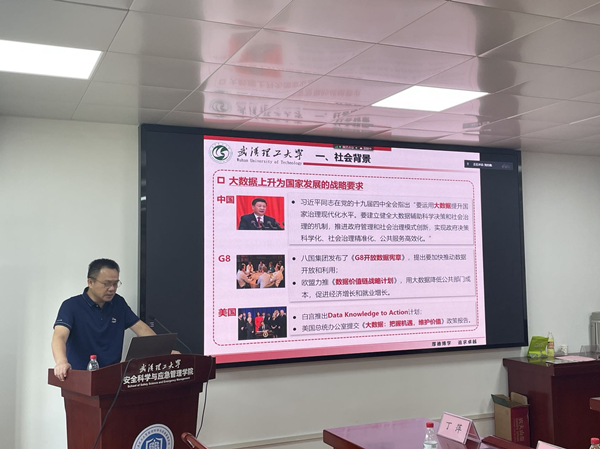 武汉理工大学
Wuhan University of Technology
一、社会背景
大数据上升为国家发展的战略要求
中国
习近平同志在党的十九届四中全会指出“要运用大数据提升国
家治理现代化水平。要建立健全大数据辅助科学决策和社会治
理的机制，推进政府管理和社会治理模式创新，实现政府决策
科学化、社会治理精准化、公共服务高效化。”
G8
八国集团发布了《G8开放数据宪章》，提出要加快推动数据
开放和利用；
欧盟力推《数据价值链战略计划》，用大数据降低公共部门成
本，促进经济增长和就业增长。
美国
白宫推出Data Knowledge to Action计划；
美国总统办公室提交《大数据：把握机遇，维护价值》政策报告。
厚德博学 追求卓越
武汉理工大学
安全科学与应急管理学院
School of Safety Science and Emergency Management
丁萍